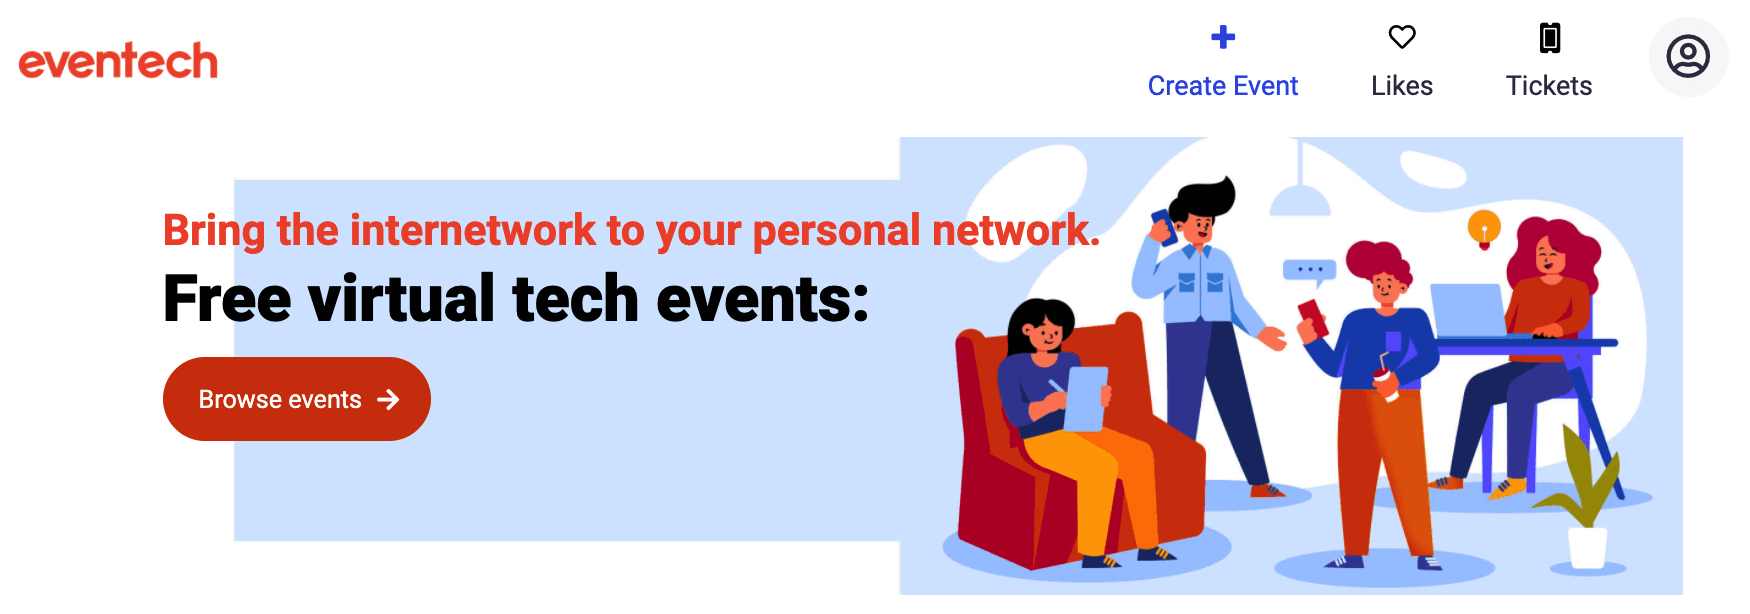 eventech
Create Event
Likes
Tickets
Bring the internetwork to your personal network.
Free virtual tech events:
Browse events